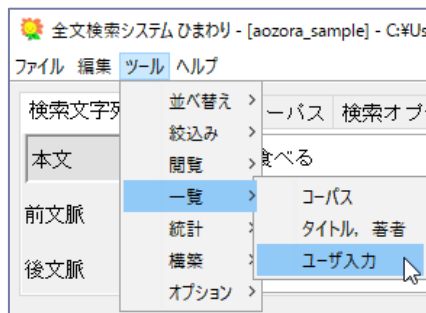 全文検索システム ひまわり - [aozora_sample] - C:¥Us
ファイル 編集 ツール ヘルプ
検索文字列 ーパス 検索オプ
並べ替え >
絞込み >
本文 食べる
閲覧 >
一覧 >
コーパス
前文脈
統計 >
タイトル，著者
構築 >
ユーザ入力
後文脈
オプション >